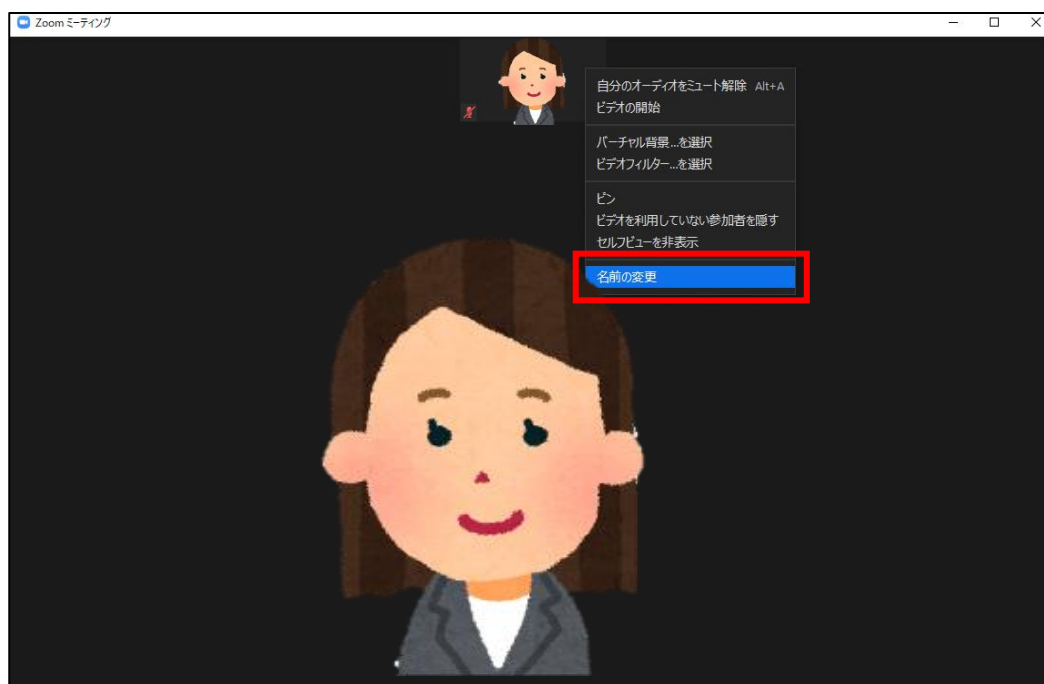 Zoom ミーティング
自分のオーディオをミュート解除 Alt+A
ビデオの開始
バーチャル背景...を選択
ビデオフィルター...を選択
ピン
ビデオを利用していない参加者を隠す
セルフビューを非表示
名前の変更